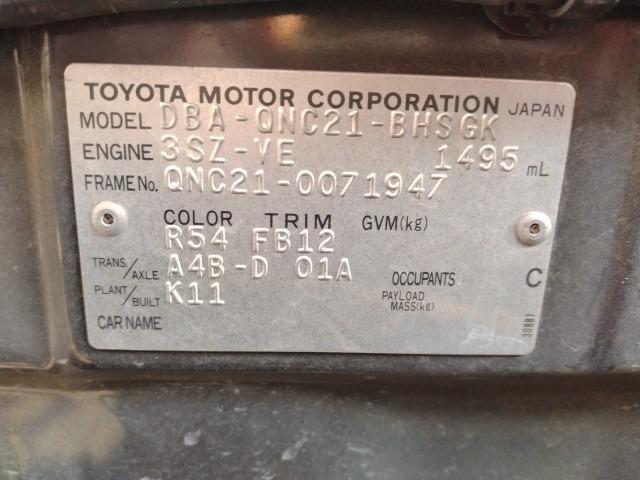 TOYOTA MOTOR CORPORATION JAPAN
MODEL DBA-QNC21-BHSGK
ENGINE 3SZ-VE 1495 mL
FRAME No. QNC21-0071947
COLOR TRIM GVM(kg)
R54 FB12
TRANS/AXLE A4B-D 01A OCCUPANTS C
PLANT/BUILT K11 PAYLOAD MASS(kg)
CAR NAME
30881